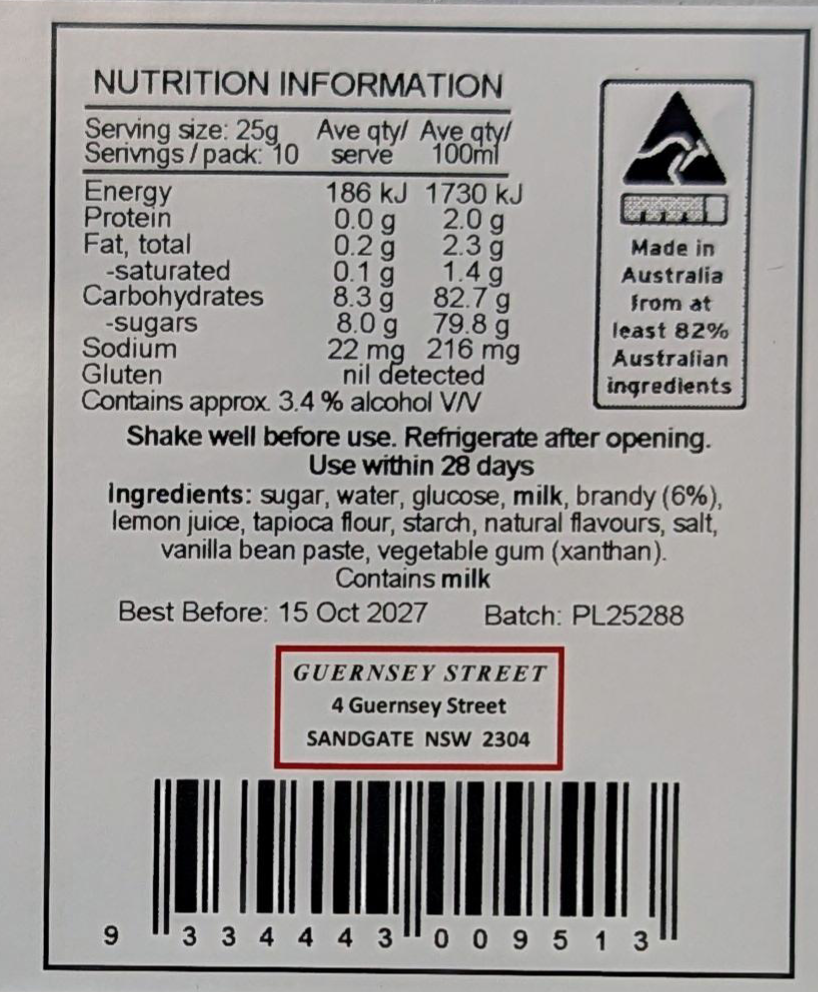 NUTRITION INFORMATION
Serving size: 25g Ave qty/ Ave qty/
Serivngs / pack: 10 serve 100ml
Energy 186 kJ 1730 kJ
Protein 0.0 g 2.0 g
Fat, total 0.2 g 2.3 g
-saturated 0.1 g 1.4 g
Carbohydrates 8.3 g 82.7 g
-sugars 8.0 g 79.8 g
Sodium 22 mg 216 mg
Gluten nil detected
Contains approx. 3.4 % alcohol V/V
Made in
Australia
from at
least 82%
Australian
ingredients
Shake well before use. Refrigerate after opening.
Use within 28 days
Ingredients: sugar, water, glucose, milk, brandy (6%),
lemon juice, tapioca flour, starch, natural flavours, salt,
vanilla bean paste, vegetable gum (xanthan).
Contains milk
Best Before: 15 Oct 2027 Batch: PL25288
GUERNSEY STREET
4 Guernsey Street
SANDGATE NSW 2304
9 334443 009513